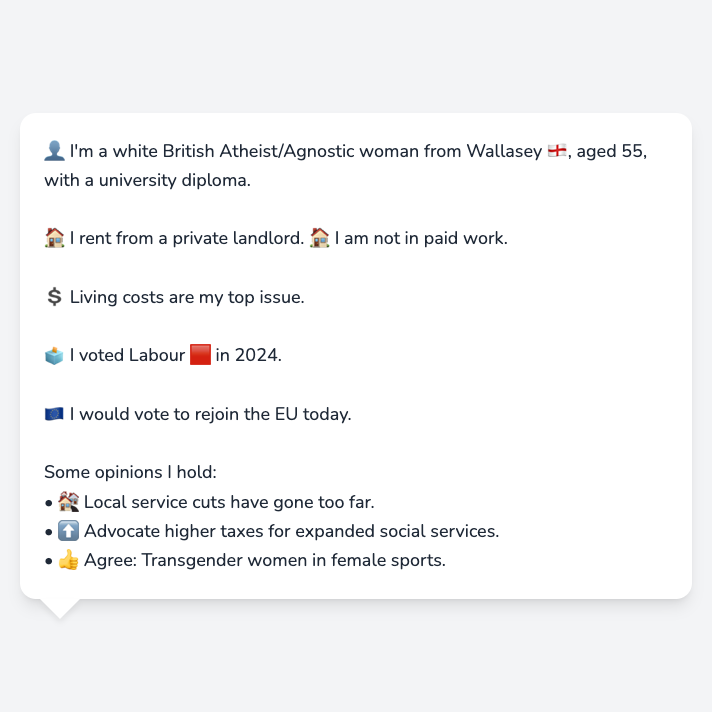 👤 I'm a white British Atheist/Agnostic woman from Wallasey 🏴󠁧󠁢󠁥󠁮󠁧󠁿, aged 55,
with a university diploma.
🏠 I rent from a private landlord. 🏠 I am not in paid work.
💲 Living costs are my top issue.
🗳️ I voted Labour 🟥 in 2024.
🇪🇺 I would vote to rejoin the EU today.
Some opinions I hold:
• 🏚️ Local service cuts have gone too far.
• ⬆️ Advocate higher taxes for expanded social services.
• 👍 Agree: Transgender women in female sports.